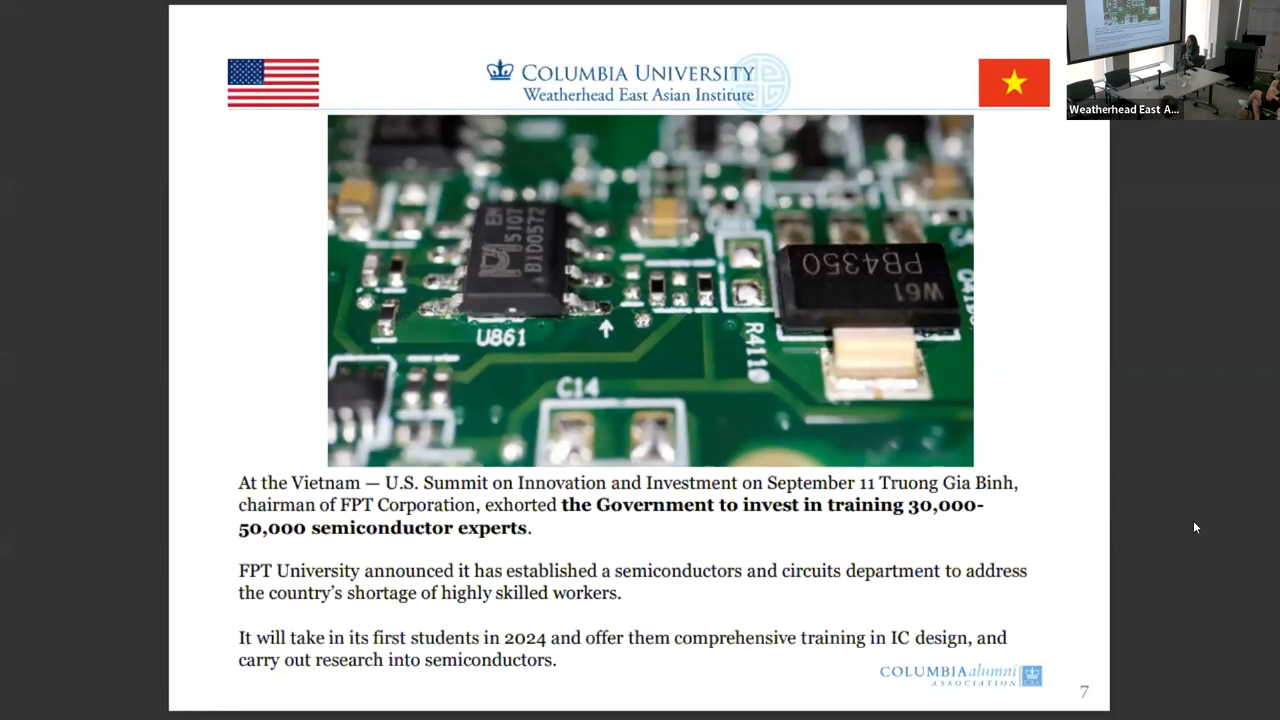 COLUMBIA UNIVERSITY
Weatherhead East Asian Institute
Weatherhead East A...
EM
5107
B1D0572
PB4350
W61
U861
R4110
C14
At the Vietnam — U.S. Summit on Innovation and Investment on September 11 Truong Gia Binh,
chairman of FPT Corporation, exhorted the Government to invest in training 30,000-
50,000 semiconductor experts.
FPT University announced it has established a semiconductors and circuits department to address
the country's shortage of highly skilled workers.
It will take in its first students in 2024 and offer them comprehensive training in IC design, and
carry out research into semiconductors.
COLUMBIA alumni
ASSOCIATION
7